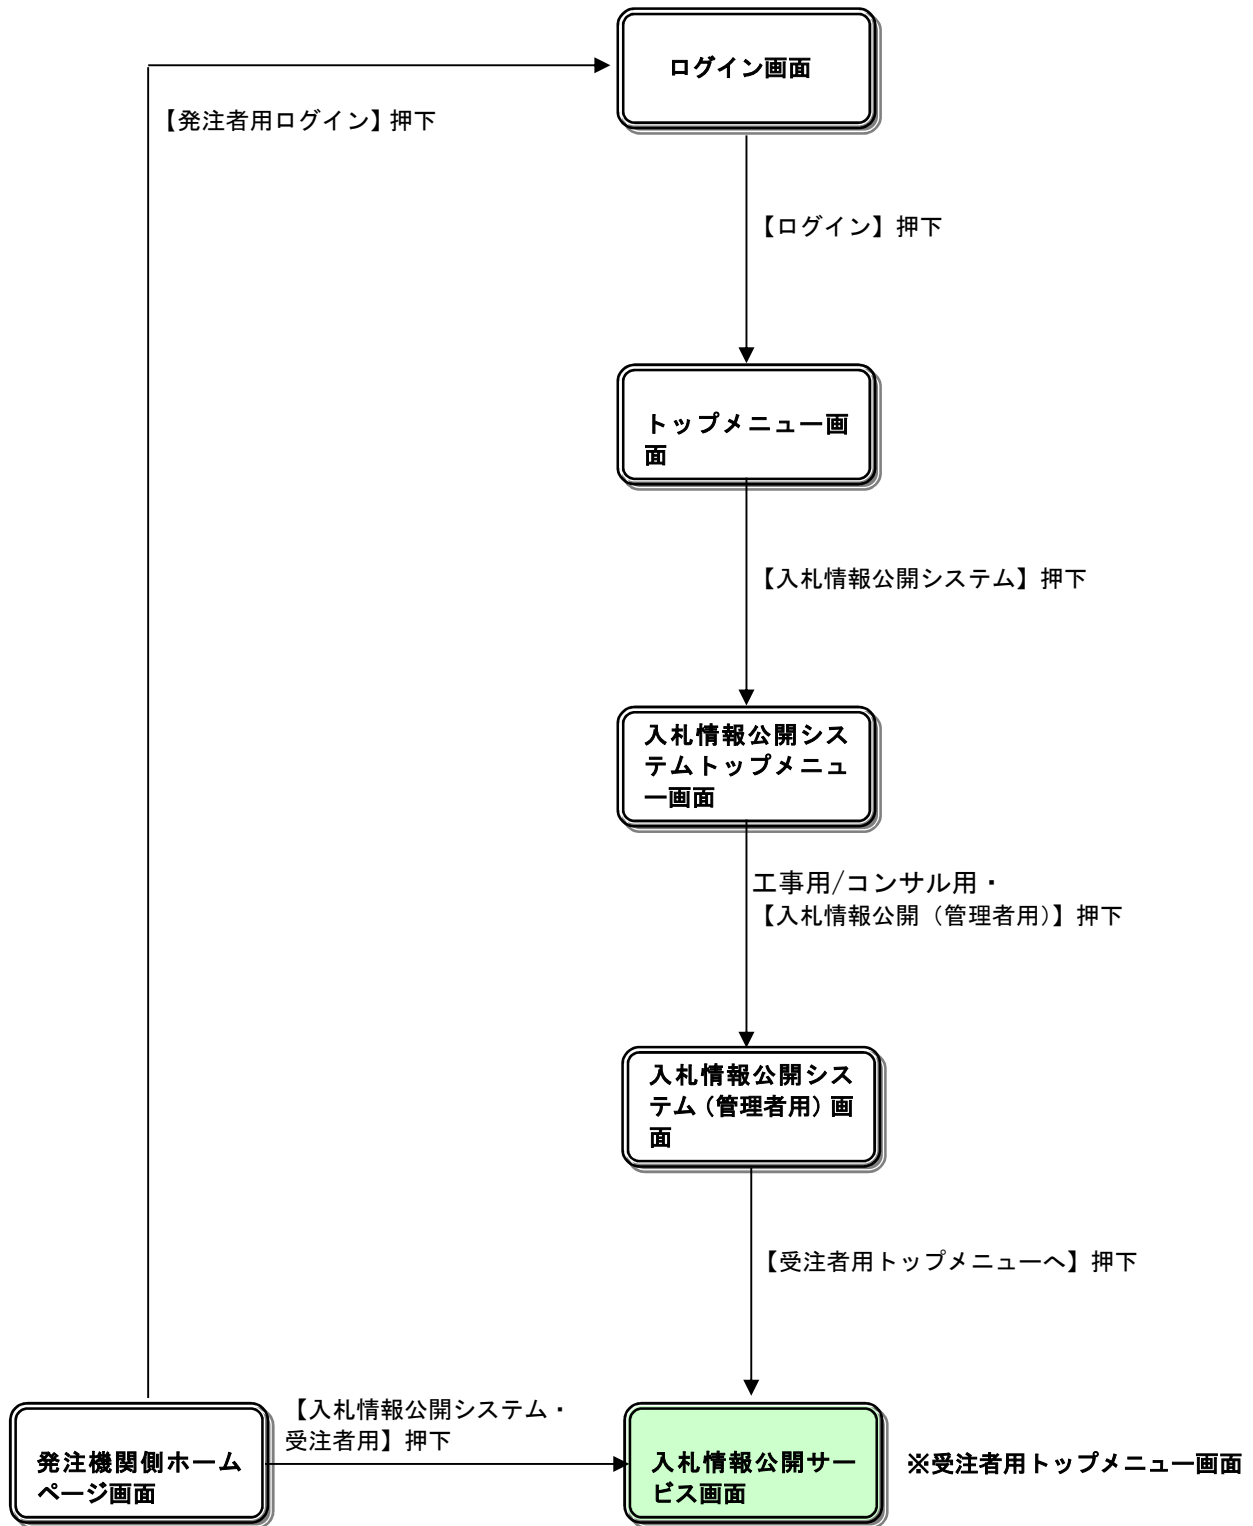 ログイン画面
【発注者用ログイン】押下
【ログイン】押下
トップメニュー画
面
【入札情報公開システム】押下
入札情報公開シス
テムトップメニュ
ー画面
工事用/コンサル用・
【入札情報公開（管理者用）】押下
入札情報公開シス
テム（管理者用）画
面
【受注者用トップメニューへ】押下
【入札情報公開システム・
受注者用】押下
発注機関側ホーム
ページ画面
入札情報公開サー
ビス画面
※受注者用トップメニュー画面